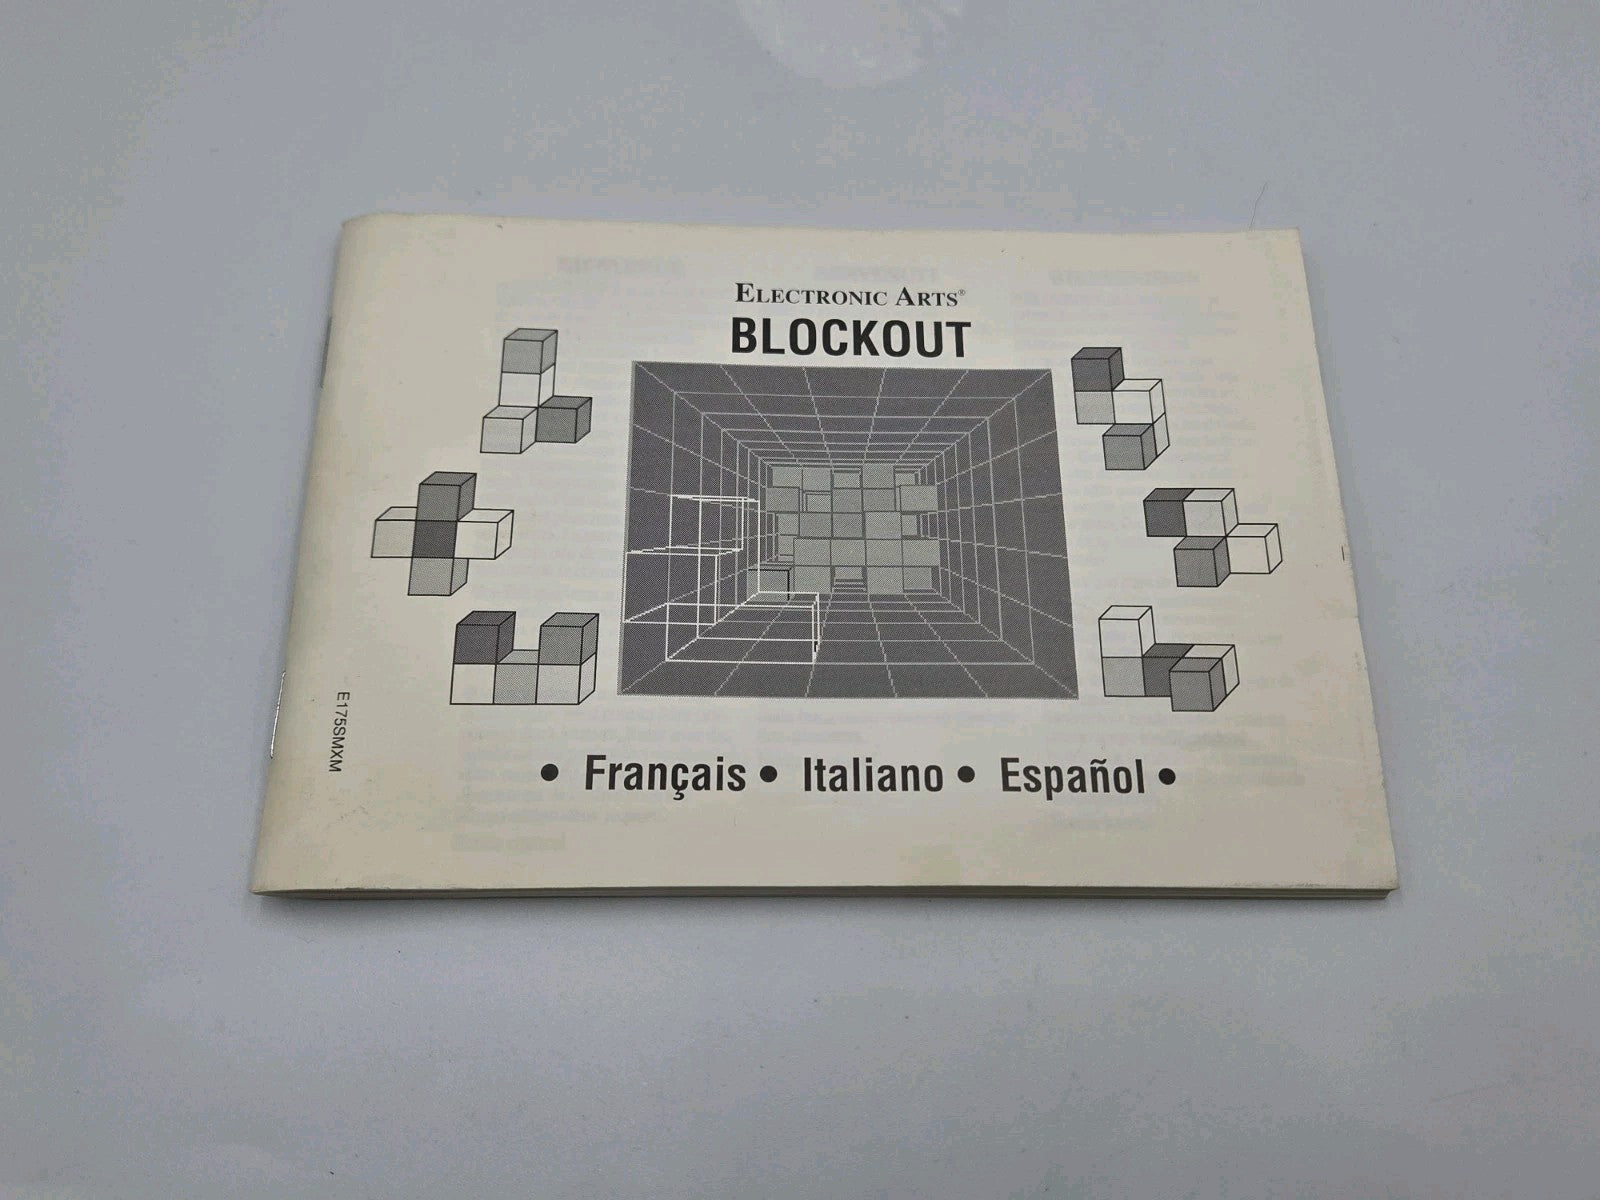 ELECTRONIC ARTS®
BLOCKOUT
• Français • Italiano • Español •
E175SMXM